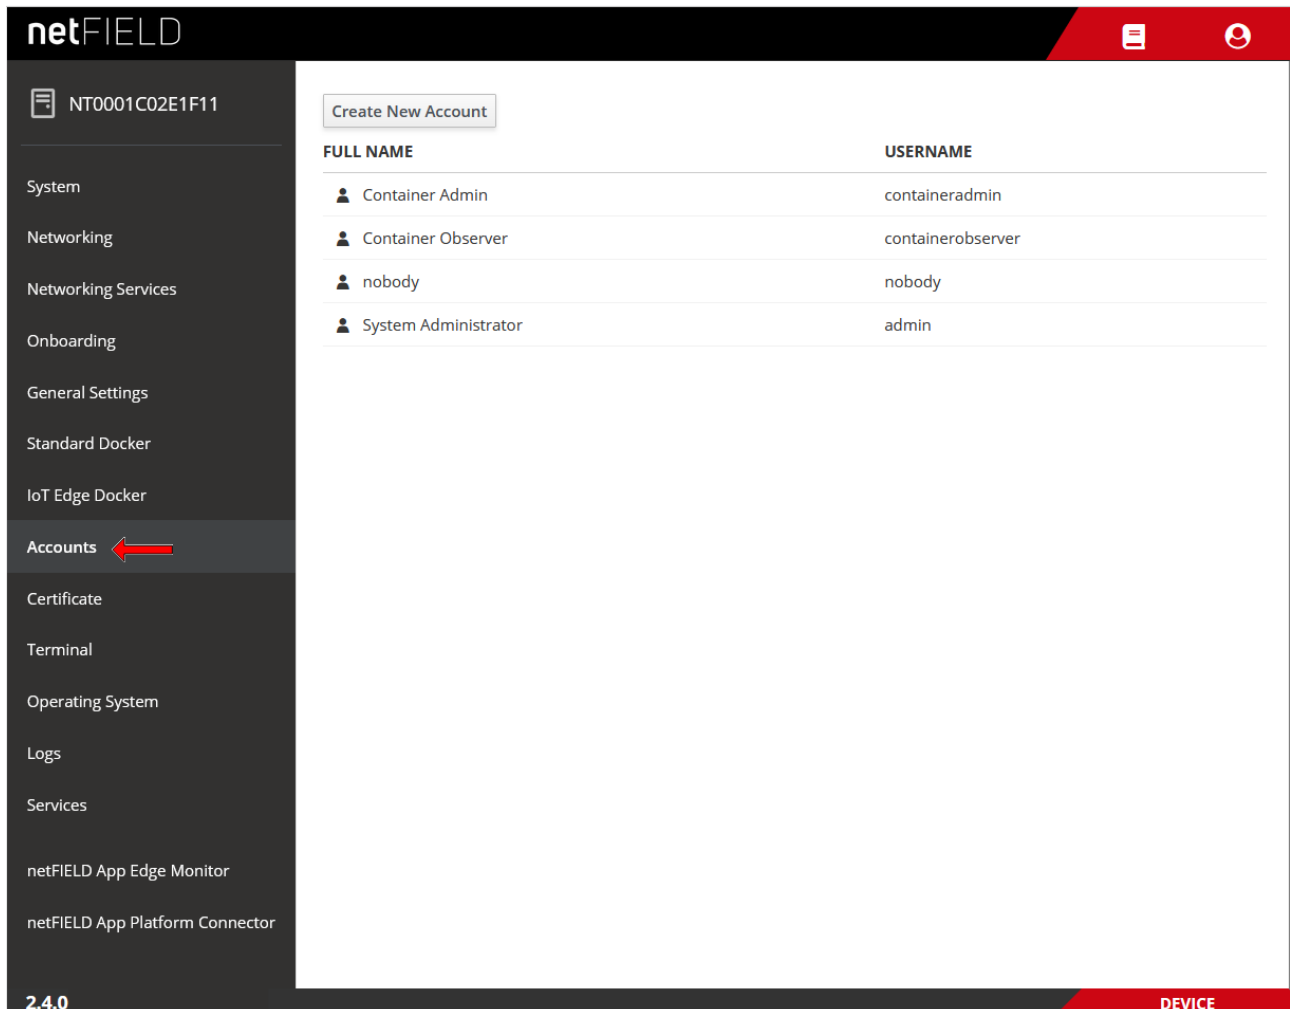 netFIELD
NT0001C02E1F11
Create New Account
FULL NAME USERNAME
Container Admin containeradmin
Container Observer containerobserver
nobody nobody
System Administrator admin
System
Networking
Networking Services
Onboarding
General Settings
Standard Docker
IoT Edge Docker
Accounts
Certificate
Terminal
Operating System
Logs
Services
netFIELD App Edge Monitor
netFIELD App Platform Connector
2.4.0
DEVICE